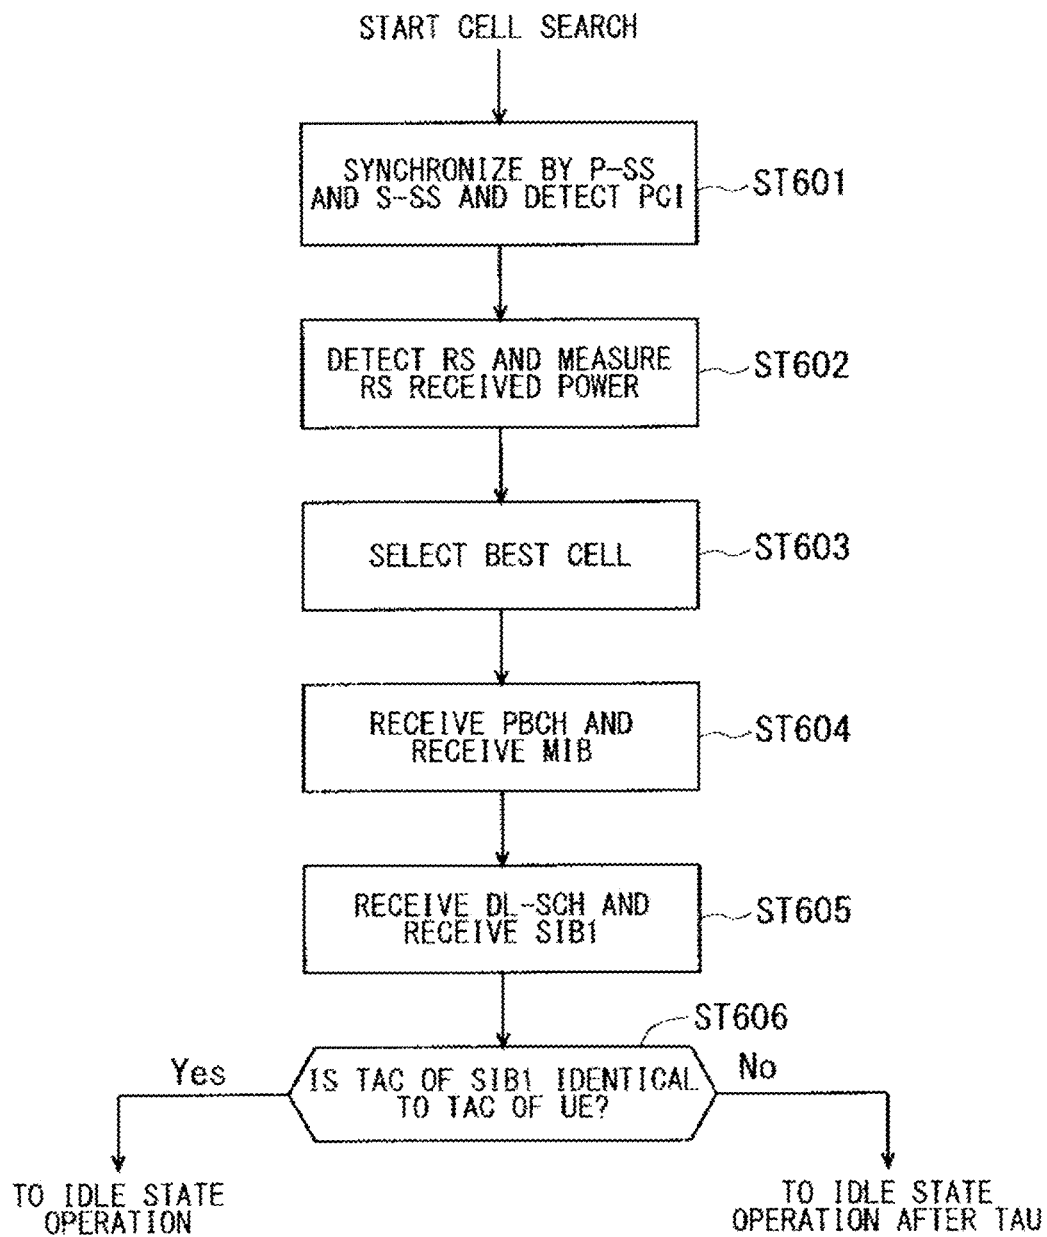 START CELL SEARCH
SYNCHRONIZE BY P-SS
AND S-SS AND DETECT PCI
ST601
DETECT RS AND MEASURE
RS RECEIVED POWER
ST602
SELECT BEST CELL
ST603
RECEIVE PBCH AND
RECEIVE MIB
ST604
RECEIVE DL-SCH AND
RECEIVE SIB1
ST605
ST606
Yes
IS TAC OF SIB1 IDENTICAL
TO TAC OF UE?
No
TO IDLE STATE
OPERATION
TO IDLE STATE
OPERATION AFTER TAU